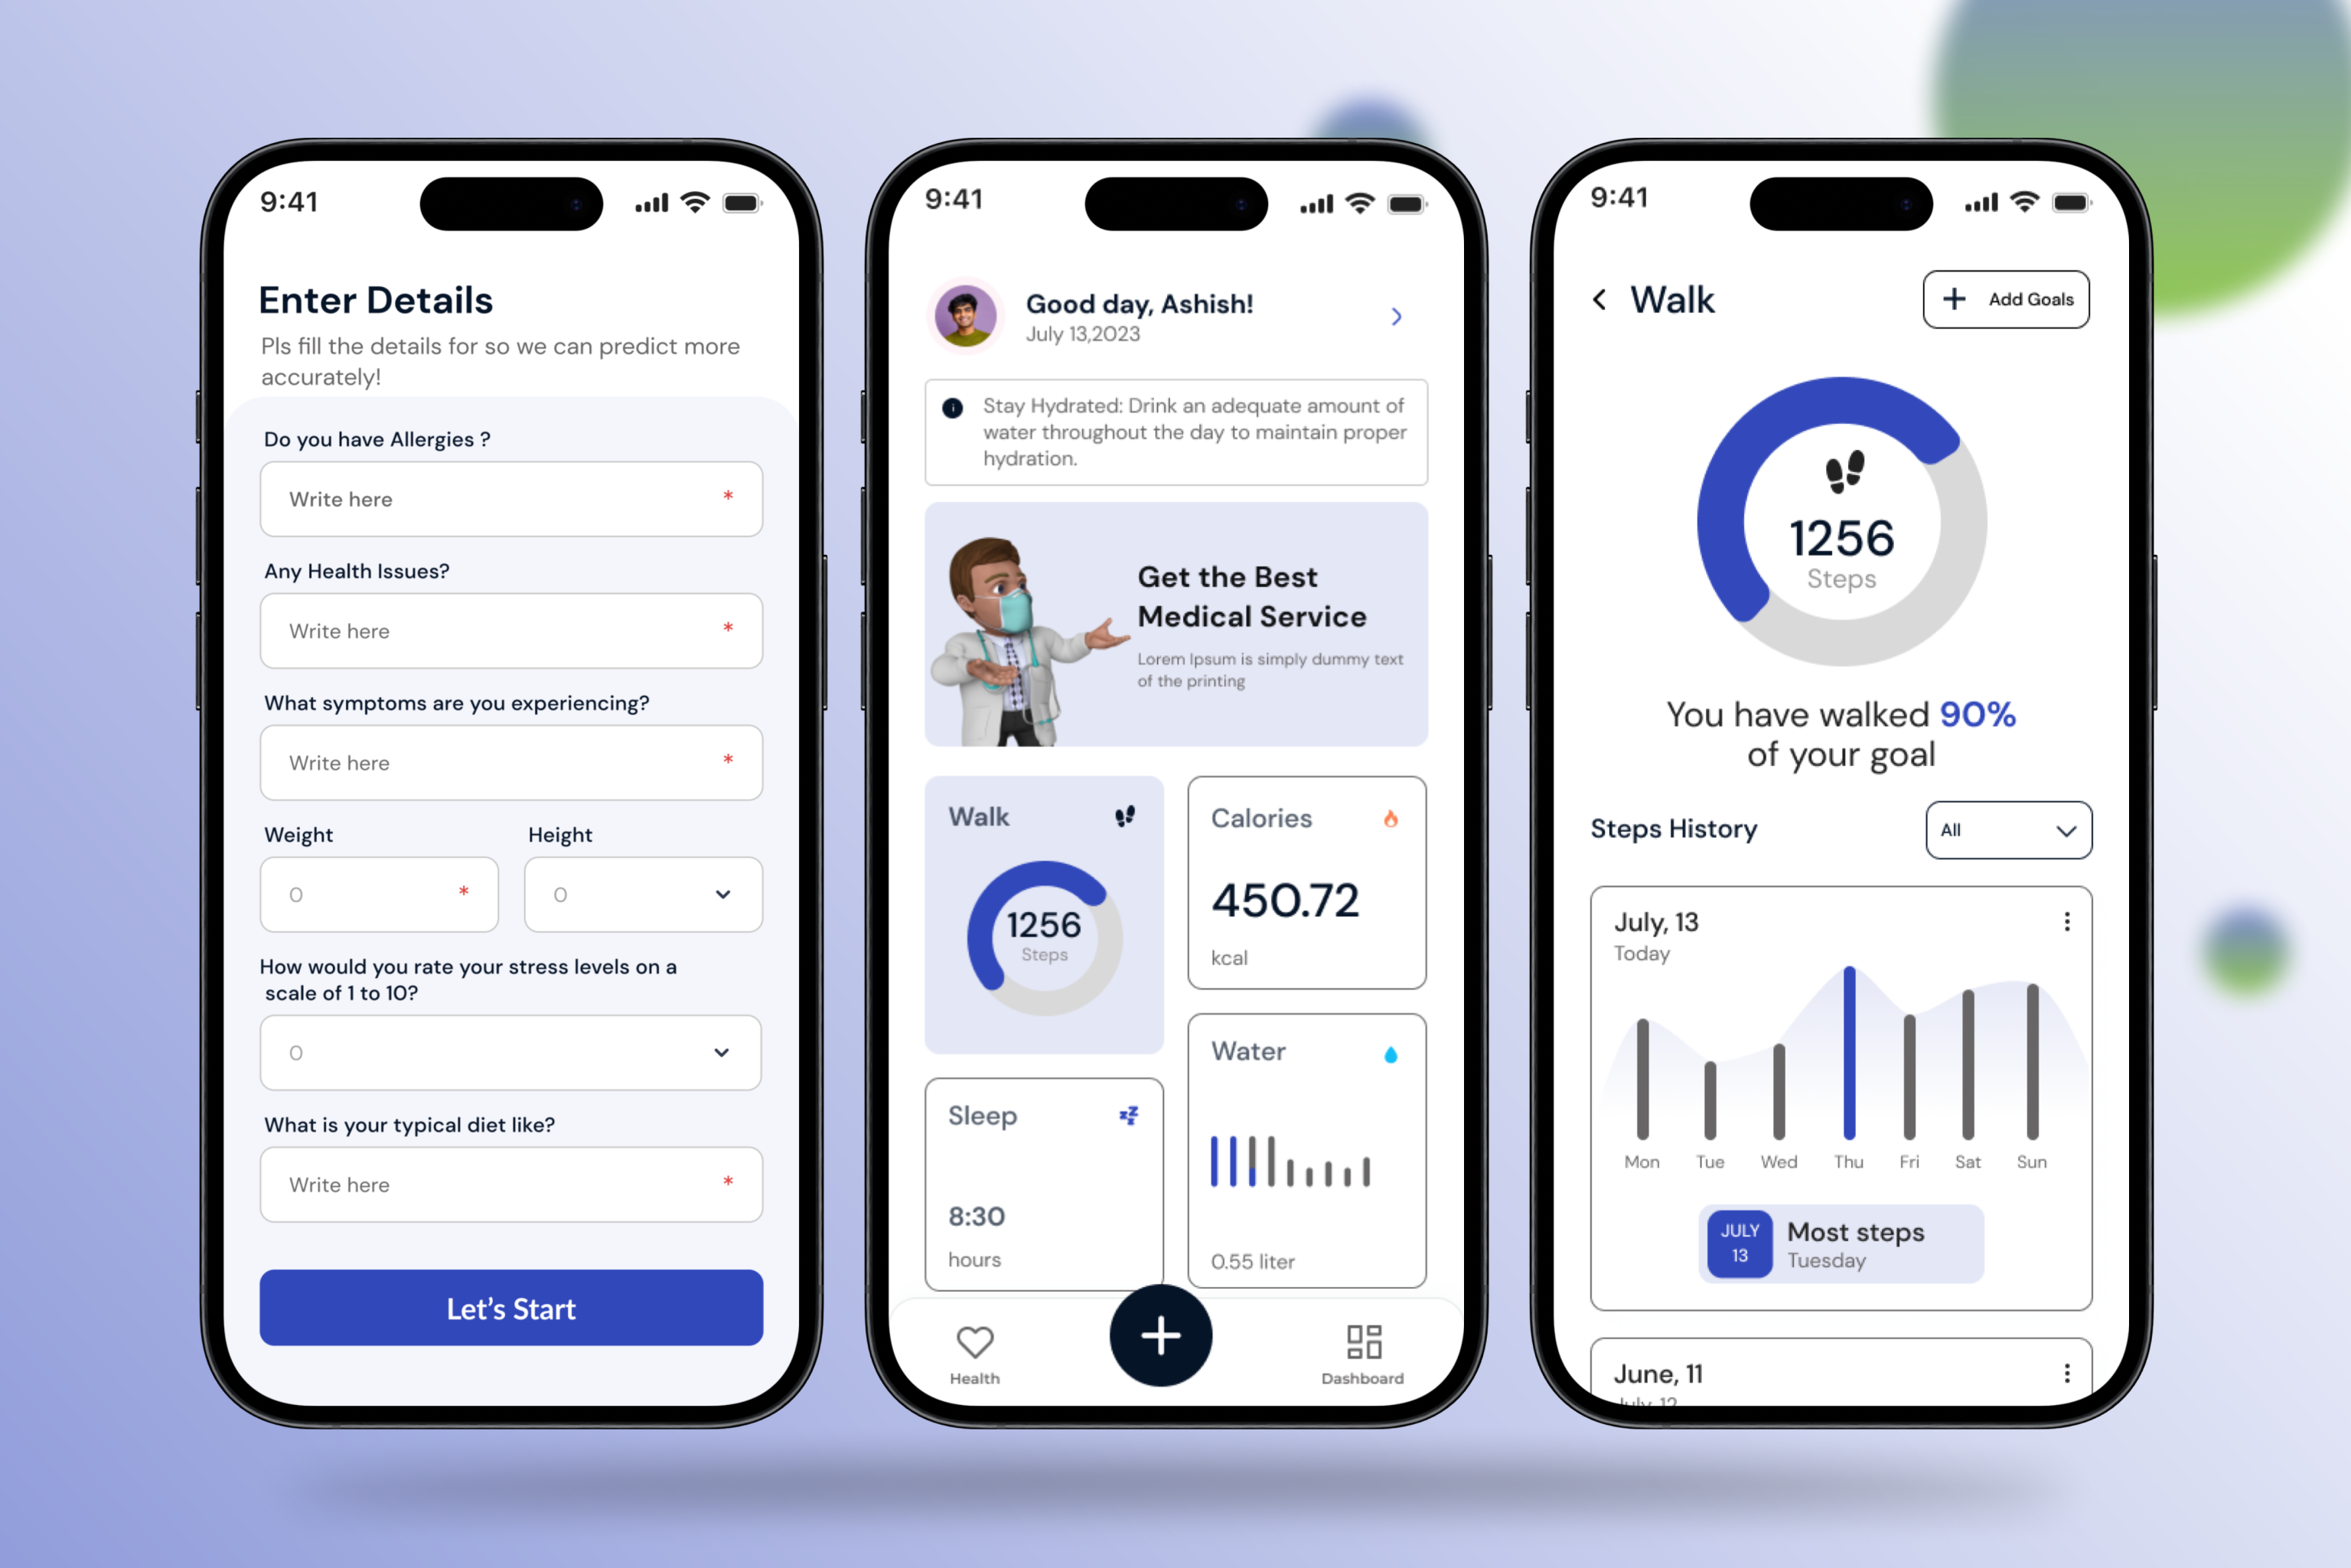 9:41
Enter Details
Pls fill the details for so we can predict more
accurately!
Do you have Allergies ?
Write here *
Any Health Issues?
Write here *
What symptoms are you experiencing?
Write here *
Weight Height
0 * 0
How would you rate your stress levels on a
scale of 1 to 10?
0
What is your typical diet like?
Write here *
Let's Start
9:41
Good day, Ashish!
July 13,2023
Stay Hydrated: Drink an adequate amount of
water throughout the day to maintain proper
hydration.
Get the Best
Medical Service
Lorem Ipsum is simply dummy text
of the printing
Walk
1256
Steps
Calories
450.72
kcal
Sleep
8:30
hours
Water
0.55 liter
Health
Dashboard
9:41
Walk
Add Goals
1256
Steps
You have walked 90%
of your goal
Steps History
All
July, 13
Today
Mon Tue Wed Thu Fri Sat Sun
JULY
13
Most steps
Tuesday
June, 11
July 12